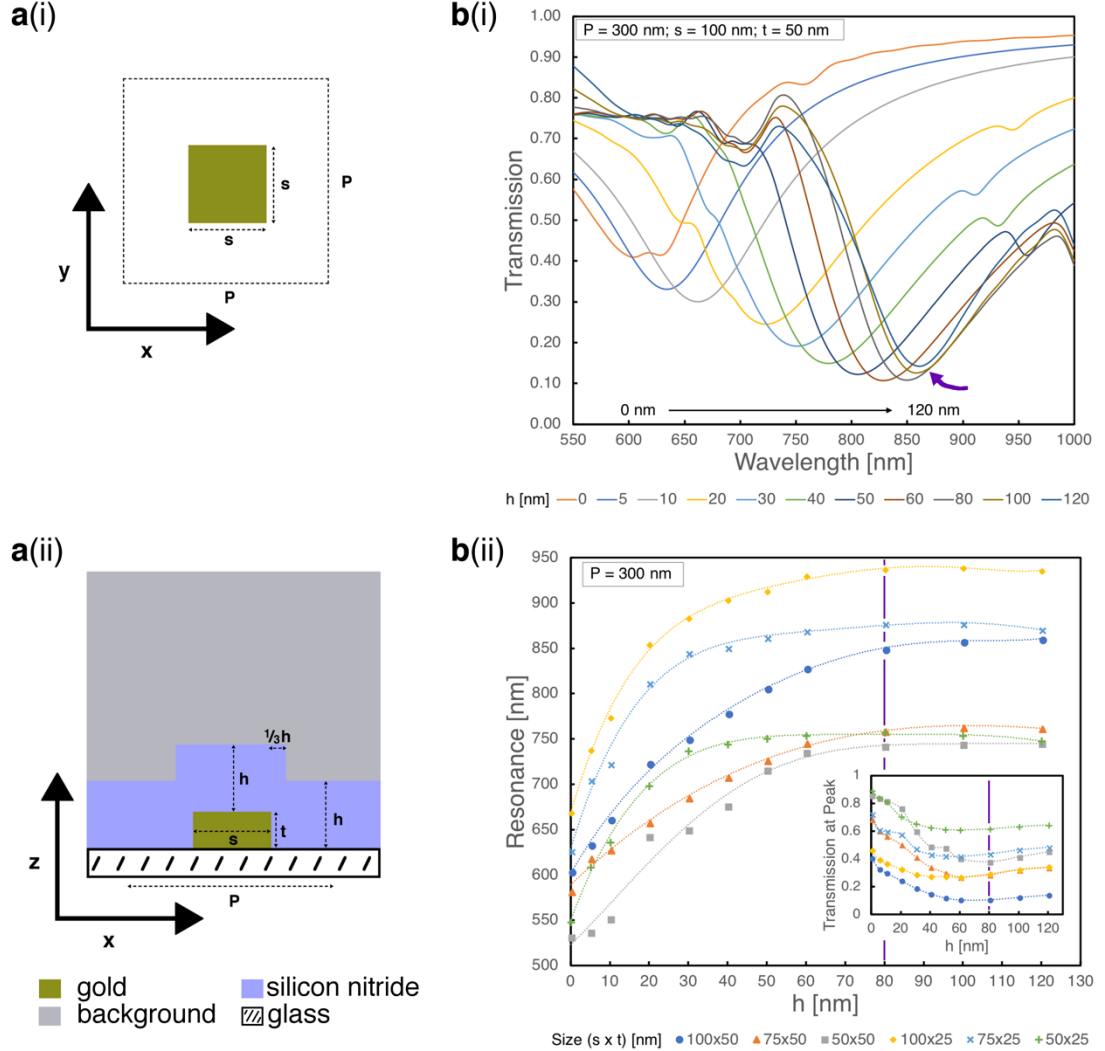 a(i)
s
P
s
P
y
x
b(i)
P = 300 nm; s = 100 nm; t = 50 nm
1.00
0.90
0.80
0.70
0.60
0.50
0.40
0.30
0.20
0.10
0.00
Transmission
0 nm
120 nm
550 600 650 700 750 800 850 900 950 1000
Wavelength [nm]
h [nm] 0 5 10 20 30 40 50 60 80 100 120
a(ii)
⅓h
h
h
t
s
z
P
x
gold
silicon nitride
background
glass
b(ii)
P = 300 nm
950
900
850
800
750
700
650
600
550
500
Resonance [nm]
1
0.8
0.6
0.4
0.2
0
Transmission at Peak
0 20 40 60 80 100 120
h [nm]
0 10 20 30 40 50 60 70 80 90 100 110 120 130
h [nm]
Size (s x t) [nm] 100x50 75x50 50x50 100x25 75x25 50x25